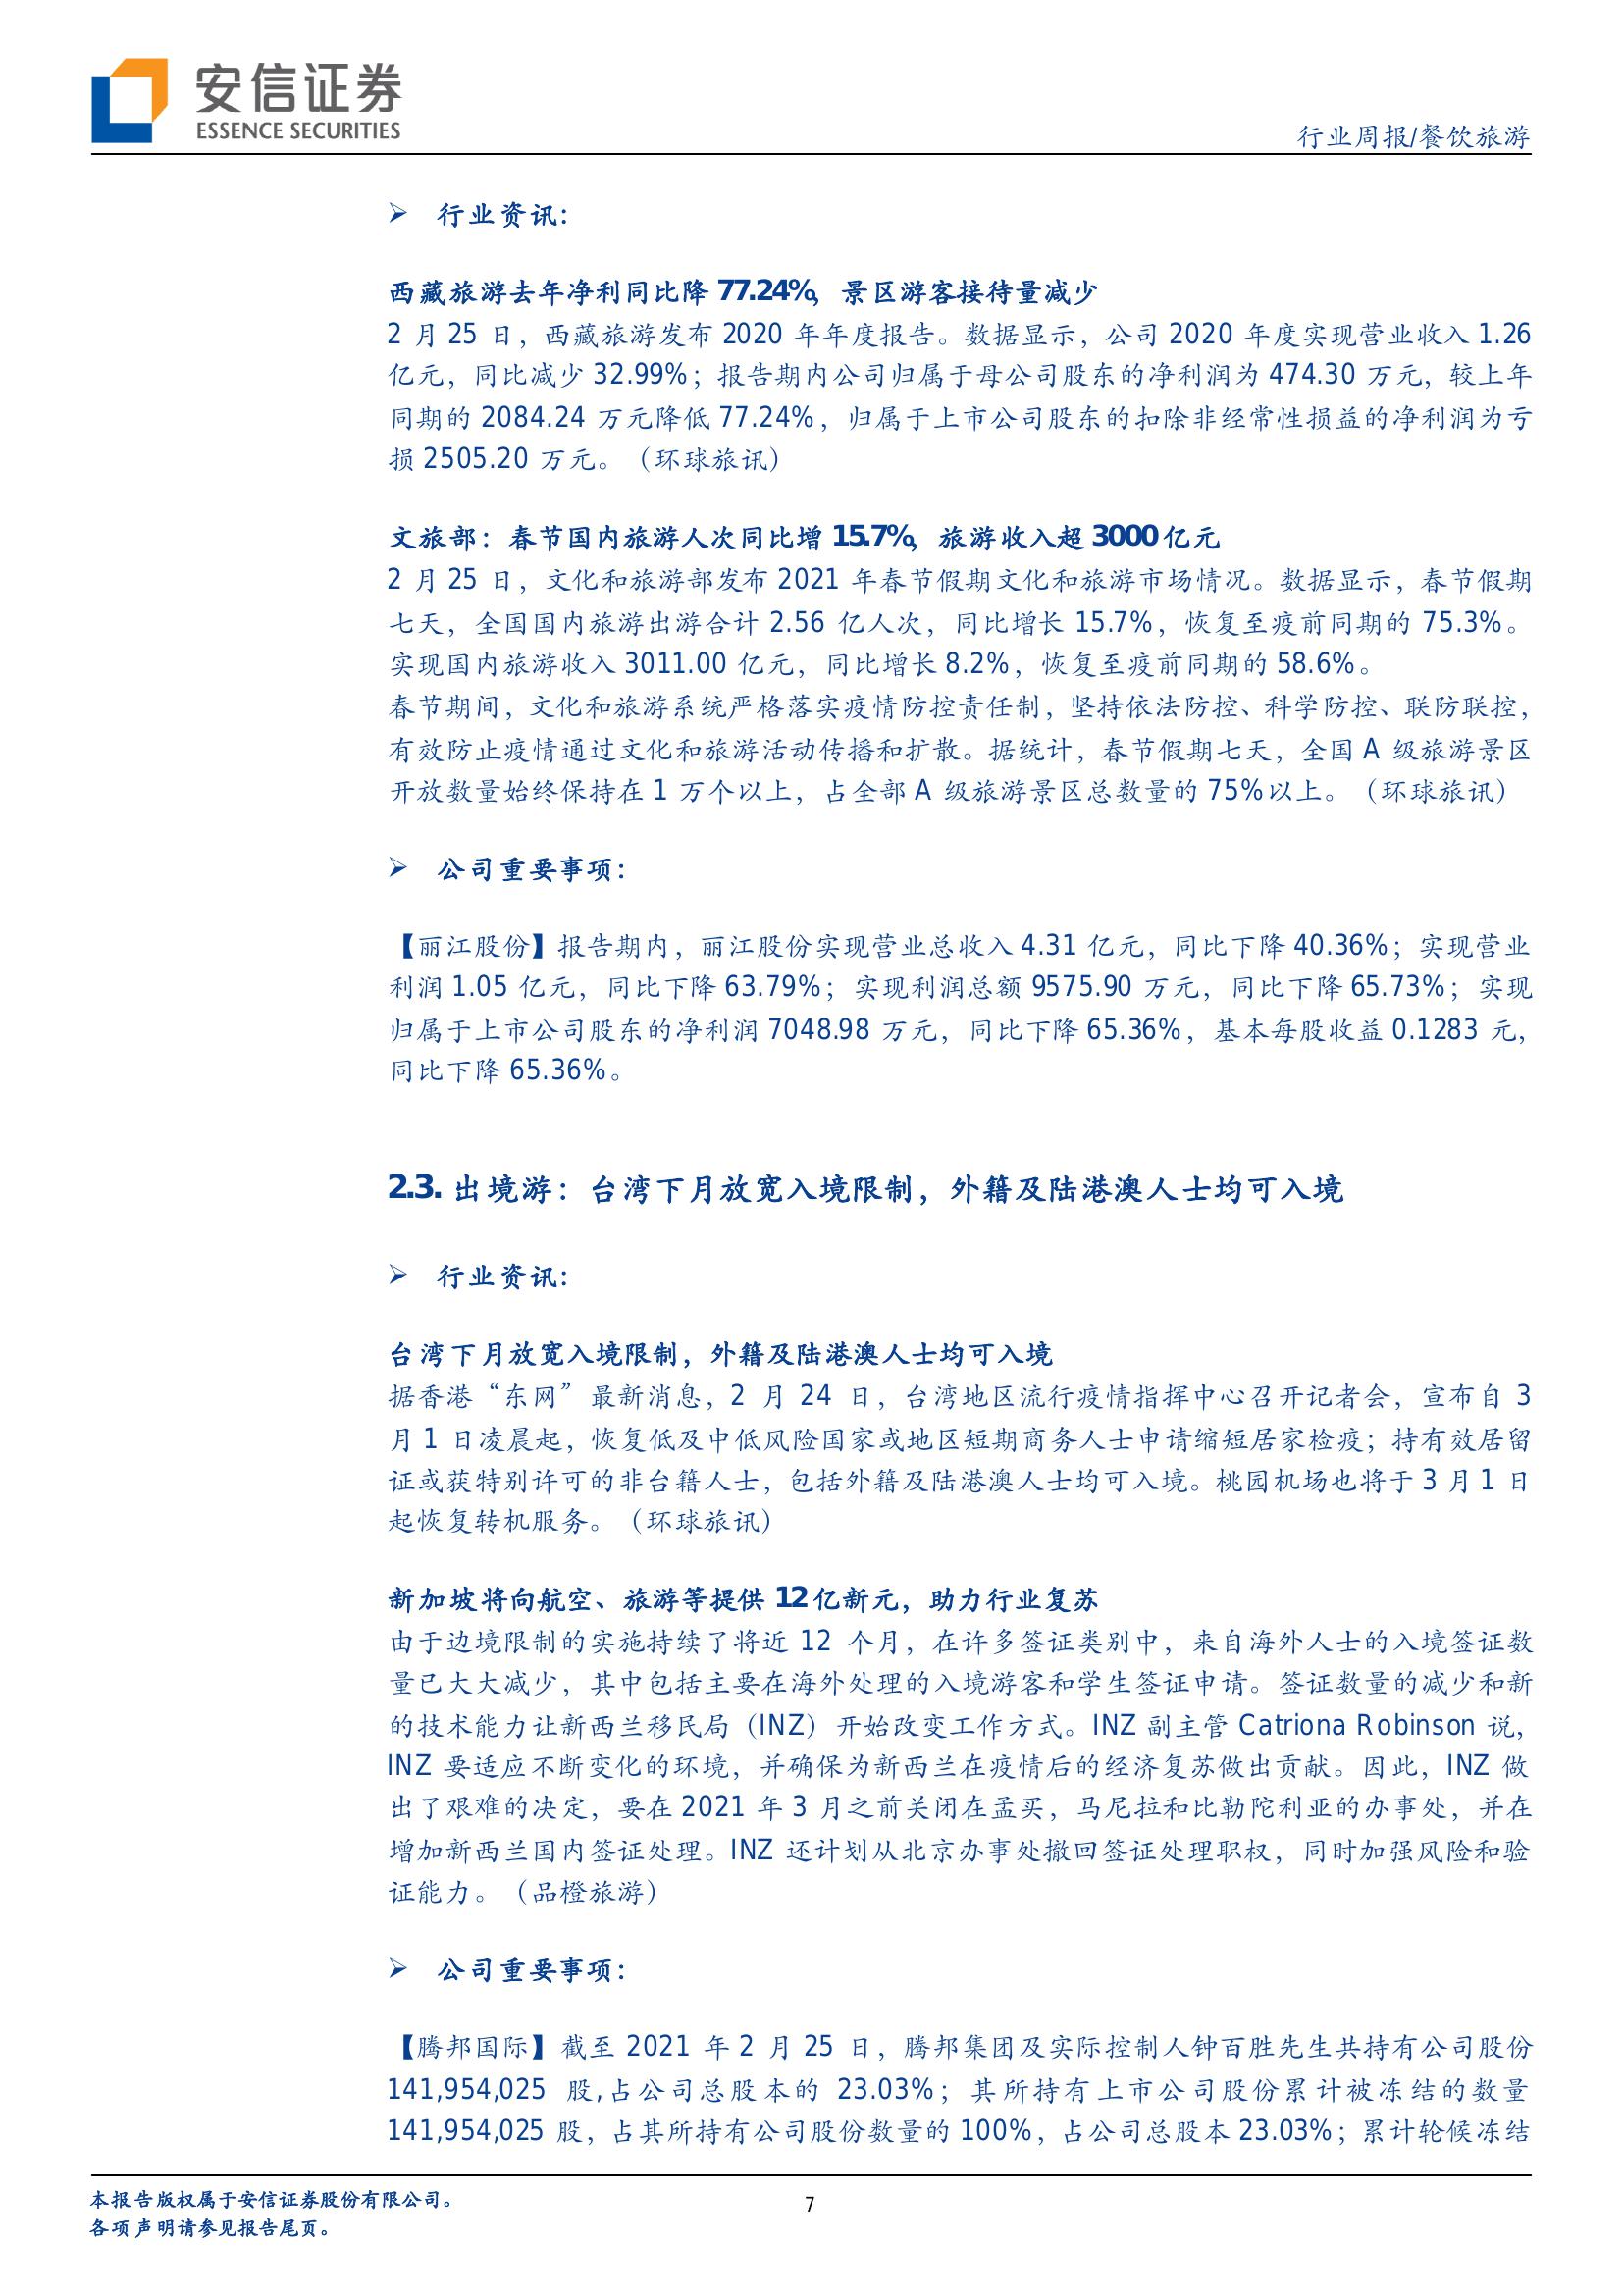 安信证券
ESSENCE SECURITIES
行业周报/餐饮旅游
行业资讯：
西藏旅游去年净利同比降 77.24%，景区游客接待量减少
2 月 25 日，西藏旅游发布 2020 年年度报告。数据显示，公司 2020 年度实现营业收入 1.26
亿元，同比减少 32.99%；报告期内公司归属于母公司股东的净利润为 474.30 万元，较上年
同期的 2084.24 万元降低 77.24%，归属于上市公司股东的扣除非经常性损益的净利润为亏
损 2505.20 万元。（环球旅讯）
文旅部：春节国内旅游人次同比增 15.7%，旅游收入超 3000 亿元
2 月 25 日，文化和旅游部发布 2021 年春节假期文化和旅游市场情况。数据显示，春节假期
七天，全国国内旅游出游合计 2.56 亿人次，同比增长 15.7%，恢复至疫前同期的 75.3%。
实现国内旅游收入 3011.00 亿元，同比增长 8.2%，恢复至疫前同期的 58.6%。
春节期间，文化和旅游系统严格落实疫情防控责任制，坚持依法防控、科学防控、联防联控，
有效防止疫情通过文化和旅游活动传播和扩散。据统计，春节假期七天，全国 A 级旅游景区
开放数量始终保持在 1 万个以上，占全部 A 级旅游景区总数量的 75%以上。（环球旅讯）
公司重要事项：
【丽江股份】报告期内，丽江股份实现营业总收入 4.31 亿元，同比下降 40.36%；实现营业
利润 1.05 亿元，同比下降 63.79%；实现利润总额 9575.90 万元，同比下降 65.73%；实现
归属于上市公司股东的净利润 7048.98 万元，同比下降 65.36%，基本每股收益 0.1283 元，
同比下降 65.36%。
2.3. 出境游：台湾下月放宽入境限制，外籍及陆港澳人士均可入境
行业资讯：
台湾下月放宽入境限制，外籍及陆港澳人士均可入境
据香港“东网”最新消息，2 月 24 日，台湾地区流行疫情指挥中心召开记者会，宣布自 3
月 1 日凌晨起，恢复低及中低风险国家或地区短期商务人士申请缩短居家检疫；持有效居留
证或获特别许可的非台籍人士，包括外籍及陆港澳人士均可入境。桃园机场也将于 3 月 1 日
起恢复转机服务。（环球旅讯）
新加坡将向航空、旅游等提供 12 亿新元，助力行业复苏
由于边境限制的实施持续了将近 12 个月，在许多签证类别中，来自海外人士的入境签证数
量已大大减少，其中包括主要在海外处理的入境游客和学生签证申请。签证数量的减少和新
的技术能力让新西兰移民局（INZ）开始改变工作方式。INZ 副主管 Catriona Robinson 说，
INZ 要适应不断变化的环境，并确保为新西兰在疫情后的经济复苏做出贡献。因此，INZ 做
出了艰难的决定，要在 2021 年 3 月之前关闭在孟买，马尼拉和比勒陀利亚的办事处，并在
增加新西兰国内签证处理。INZ 还计划从北京办事处撤回签证处理职权，同时加强风险和验
证能力。（品橙旅游）
公司重要事项：
【腾邦国际】截至 2021 年 2 月 25 日，腾邦集团及实际控制人钟百胜先生共持有公司股份
141,954,025 股,占公司总股本的 23.03%；其所持有上市公司股份累计被冻结的数量
141,954,025 股，占其所持有公司股份数量的 100%，占公司总股本 23.03%；累计轮候冻结
本报告版权属于安信证券股份有限公司。
各项声明请参见报告尾页。
7